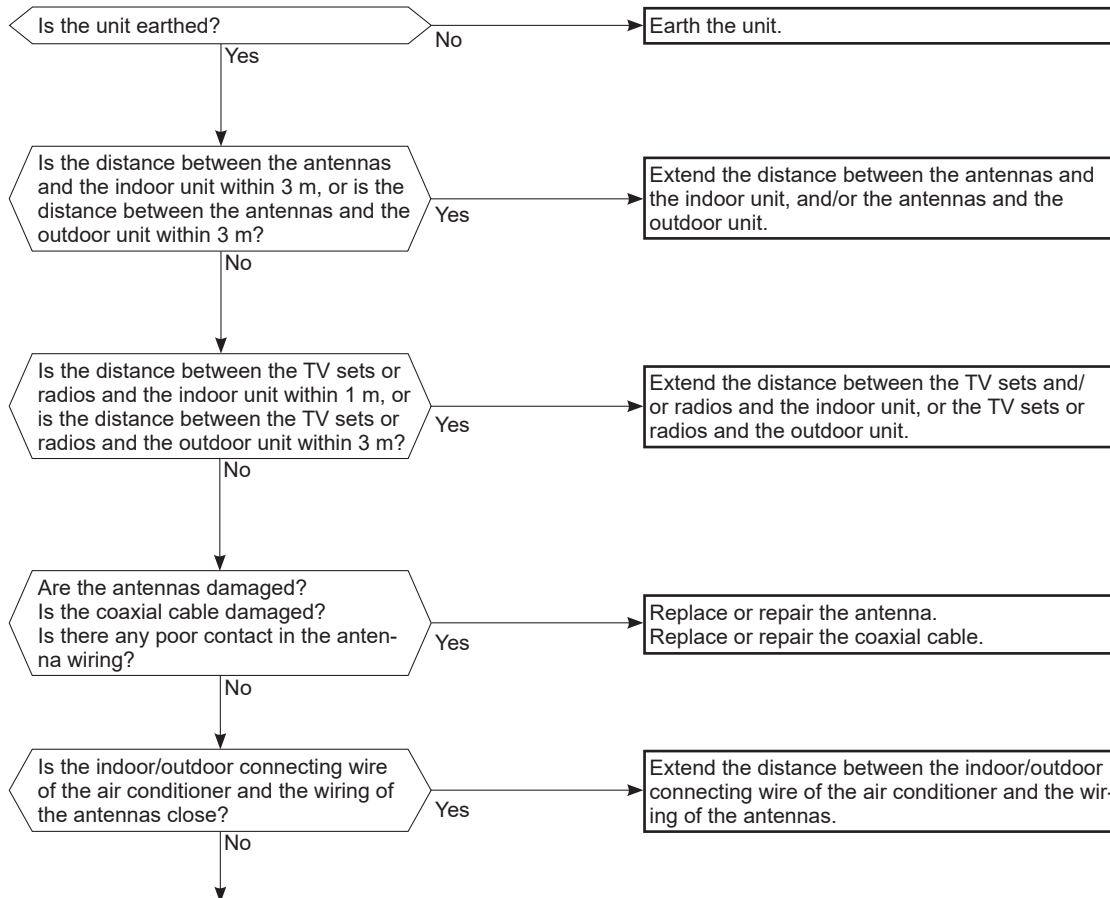 Is the unit earthed?
No
Earth the unit.
Yes
Is the distance between the antennas
and the indoor unit within 3 m, or is the
distance between the antennas and the
outdoor unit within 3 m?
Yes
Extend the distance between the antennas and
the indoor unit, and/or the antennas and the
outdoor unit.
No
Is the distance between the TV sets or
radios and the indoor unit within 1 m, or
is the distance between the TV sets or
radios and the outdoor unit within 3 m?
Yes
Extend the distance between the TV sets and/
or radios and the indoor unit, or the TV sets or
radios and the outdoor unit.
No
Are the antennas damaged?
Is the coaxial cable damaged?
Is there any poor contact in the anten-
na wiring?
Yes
Replace or repair the antenna.
Replace or repair the coaxial cable.
No
Is the indoor/outdoor connecting wire
of the air conditioner and the wiring of
the antennas close?
Yes
Extend the distance between the indoor/outdoor
connecting wire of the air conditioner and the wir-
ing of the antennas.
No